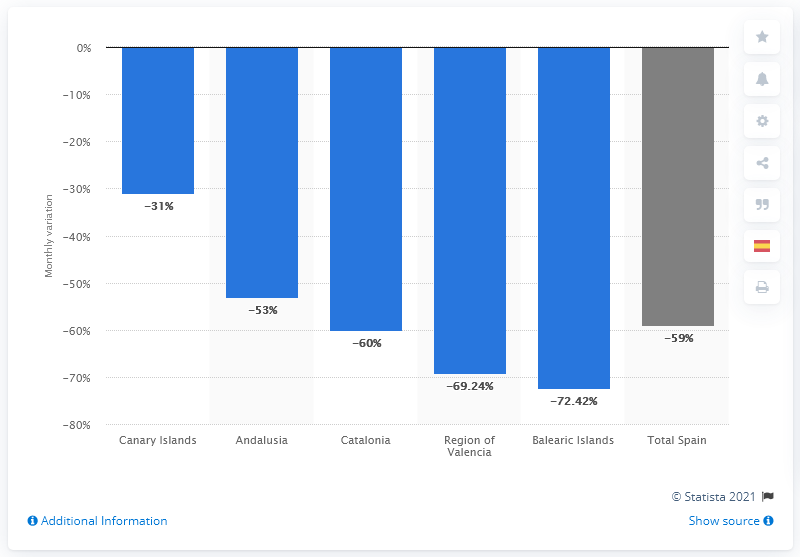 0%
−10%
−20%
−30%
−40%
−50%
−60%
−70%
−80%
Monthly variation
−31%
−53%
−60%
−69.24%
−72.42%
−59%
Canary Islands
Andalusia
Catalonia
Region of
Valencia
Balearic Islands
Total Spain
© Statista 2021
Additional Information
Show source